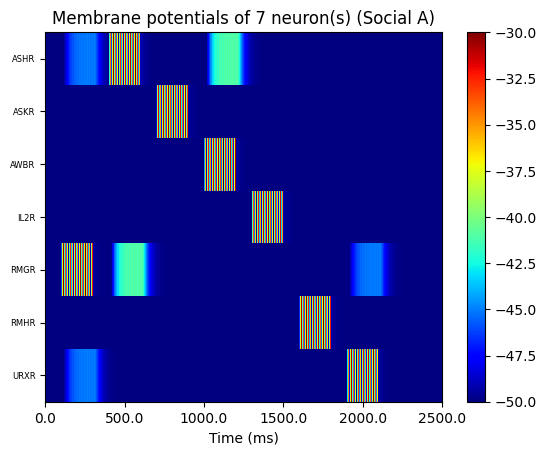 Membrane potentials of 7 neuron(s) (Social A)
ASHR
ASKR
AWBR
IL2R
RMGR
RMHR
URXR
0.0 500.0 1000.0 1500.0 2000.0 2500.0
Time (ms)
−30.0
−32.5
−35.0
−37.5
−40.0
−42.5
−45.0
−47.5
−50.0